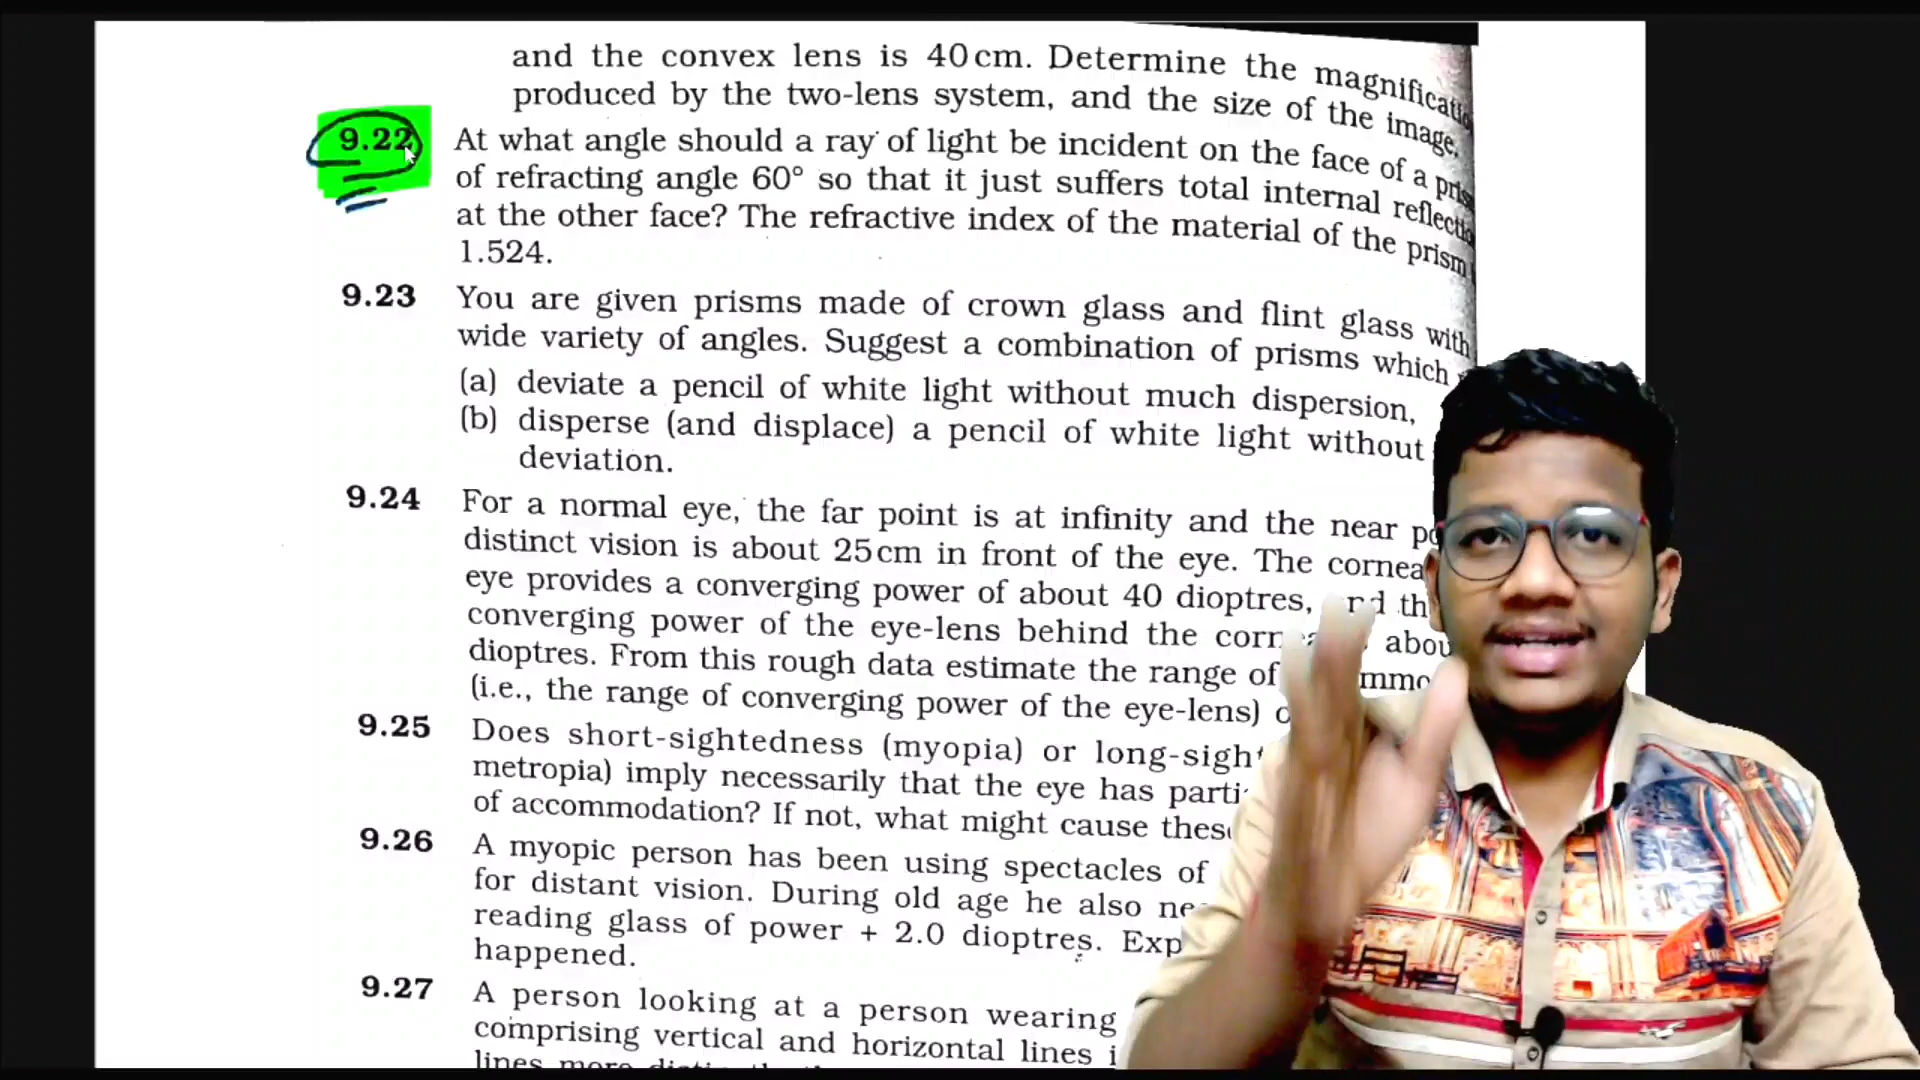 and the convex lens is 40 cm. Determine the magnificatio
produced by the two-lens system, and the size of the image.
9.22 At what angle should a ray of light be incident on the face of a pris
of refracting angle 60° so that it just suffers total internal reflectio
at the other face? The refractive index of the material of the prism
1.524.
9.23 You are given prisms made of crown glass and flint glass with
wide variety of angles. Suggest a combination of prisms which
(a) deviate a pencil of white light without much dispersion,
(b) disperse (and displace) a pencil of white light without
deviation.
9.24 For a normal eye, the far point is at infinity and the near po
distinct vision is about 25 cm in front of the eye. The cornea
eye provides a converging power of about 40 dioptres, nd th
converging power of the eye-lens behind the corn abou
dioptres. From this rough data estimate the range of mmo
(i.e., the range of converging power of the eye-lens) o
9.25 Does short-sightedness (myopia) or long-sight
metropia) imply necessarily that the eye has parti
of accommodation? If not, what might cause these
9.26 A myopic person has been using spectacles of
for distant vision. During old age he also ne
reading glass of power + 2.0 dioptres. Exp
happened.
9.27 A person looking at a person wearing
comprising vertical and horizontal lines i
lines more